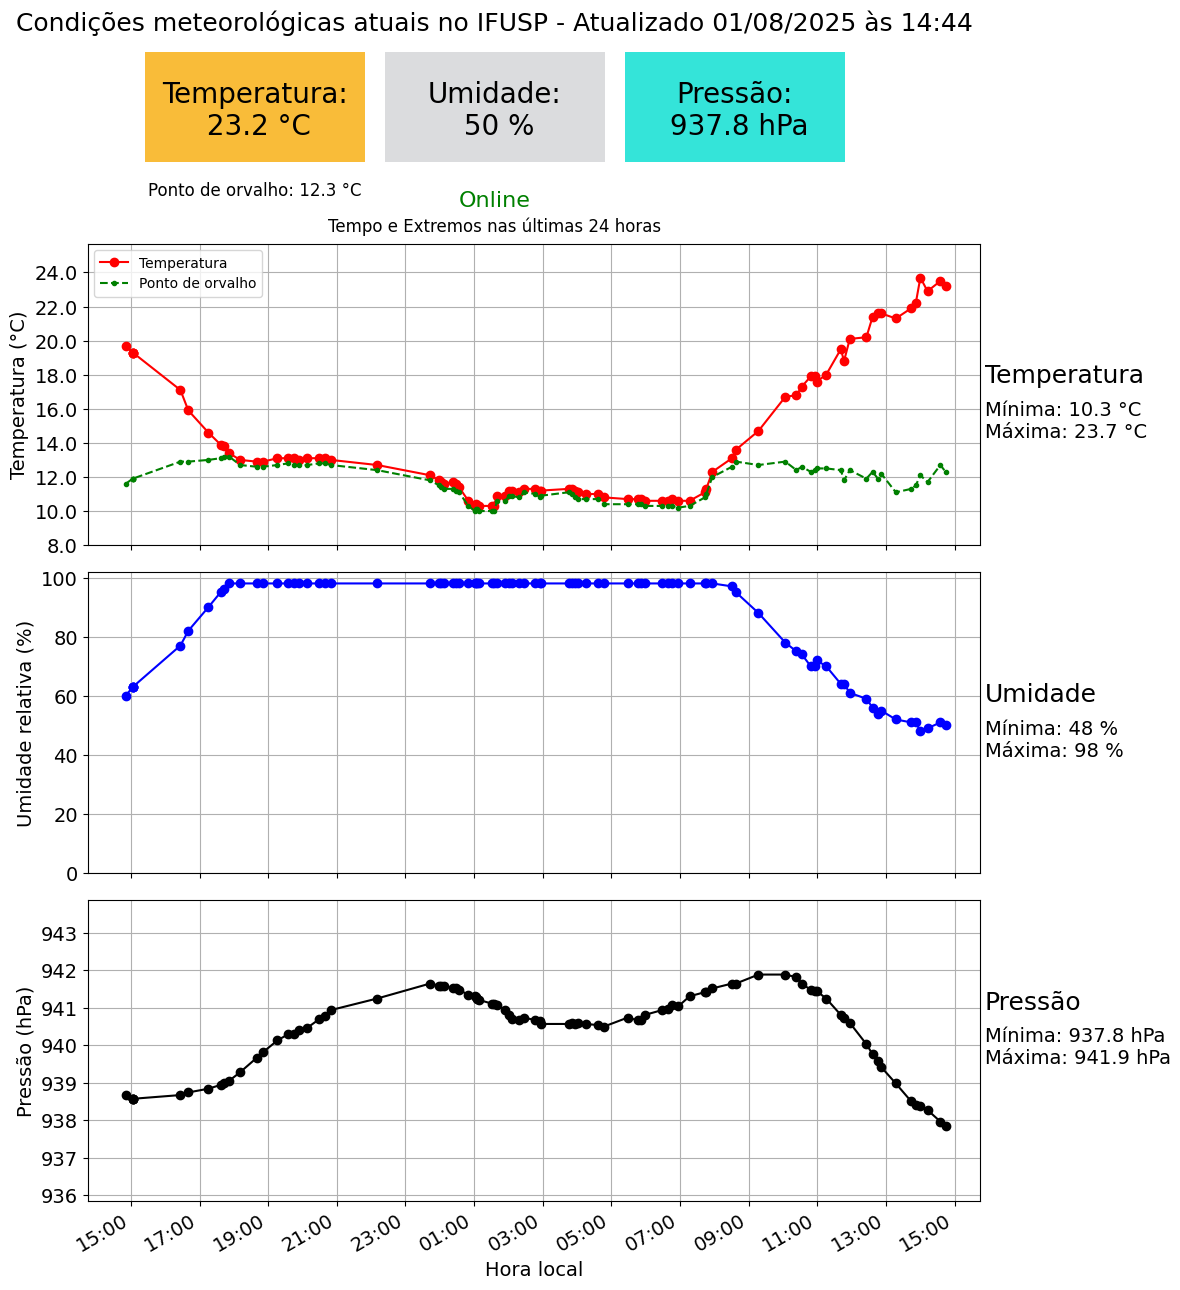 Condições meteorológicas atuais no IFUSP - Atualizado 01/08/2025 às 14:44
Temperatura:
23.2 °C
Umidade:
50 %
Pressão:
937.8 hPa
Ponto de orvalho: 12.3 °C
Online
Tempo e Extremos nas últimas 24 horas
Temperatura
Ponto de orvalho
Temperatura (°C)
24.0
22.0
20.0
18.0
16.0
14.0
12.0
10.0
8.0
Temperatura
Mínima: 10.3 °C
Máxima: 23.7 °C
Umidade relativa (%)
100
80
60
40
20
0
Umidade
Mínima: 48 %
Máxima: 98 %
Pressão (hPa)
943
942
941
940
939
938
937
936
Pressão
Mínima: 937.8 hPa
Máxima: 941.9 hPa
15:00
17:00
19:00
21:00
23:00
01:00
03:00
05:00
07:00
09:00
11:00
13:00
15:00
Hora local